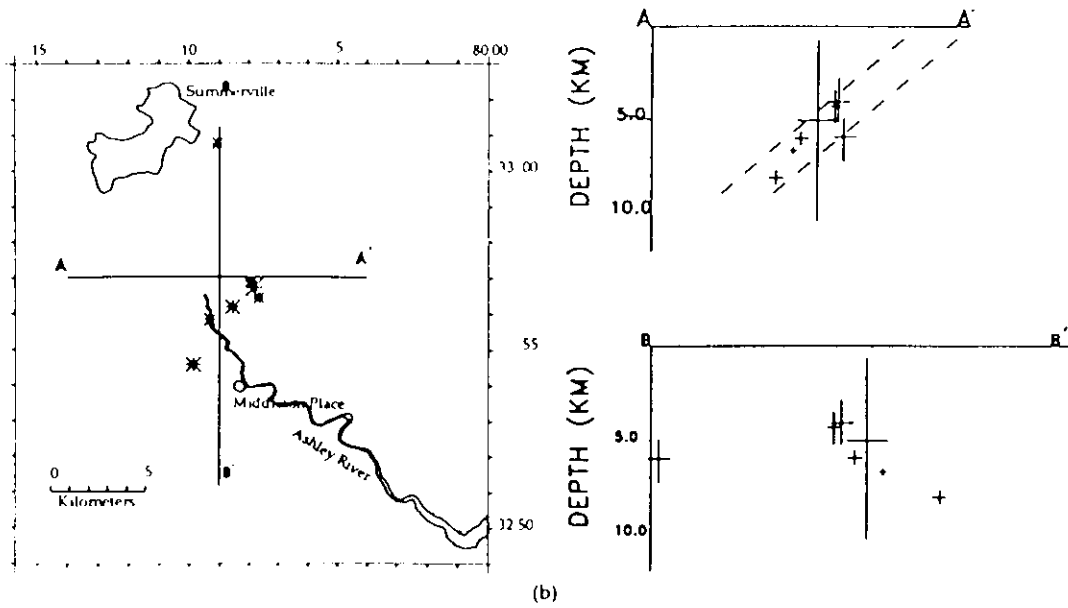 15 10 5 80 00
Summerville
33 00
A A'
55
Place
Ashley River
B'
0 5
Kilometers
32 50
A A'
DEPTH (KM)
5.0
10.0
B B'
DEPTH (KM)
5.0
10.0
(b)